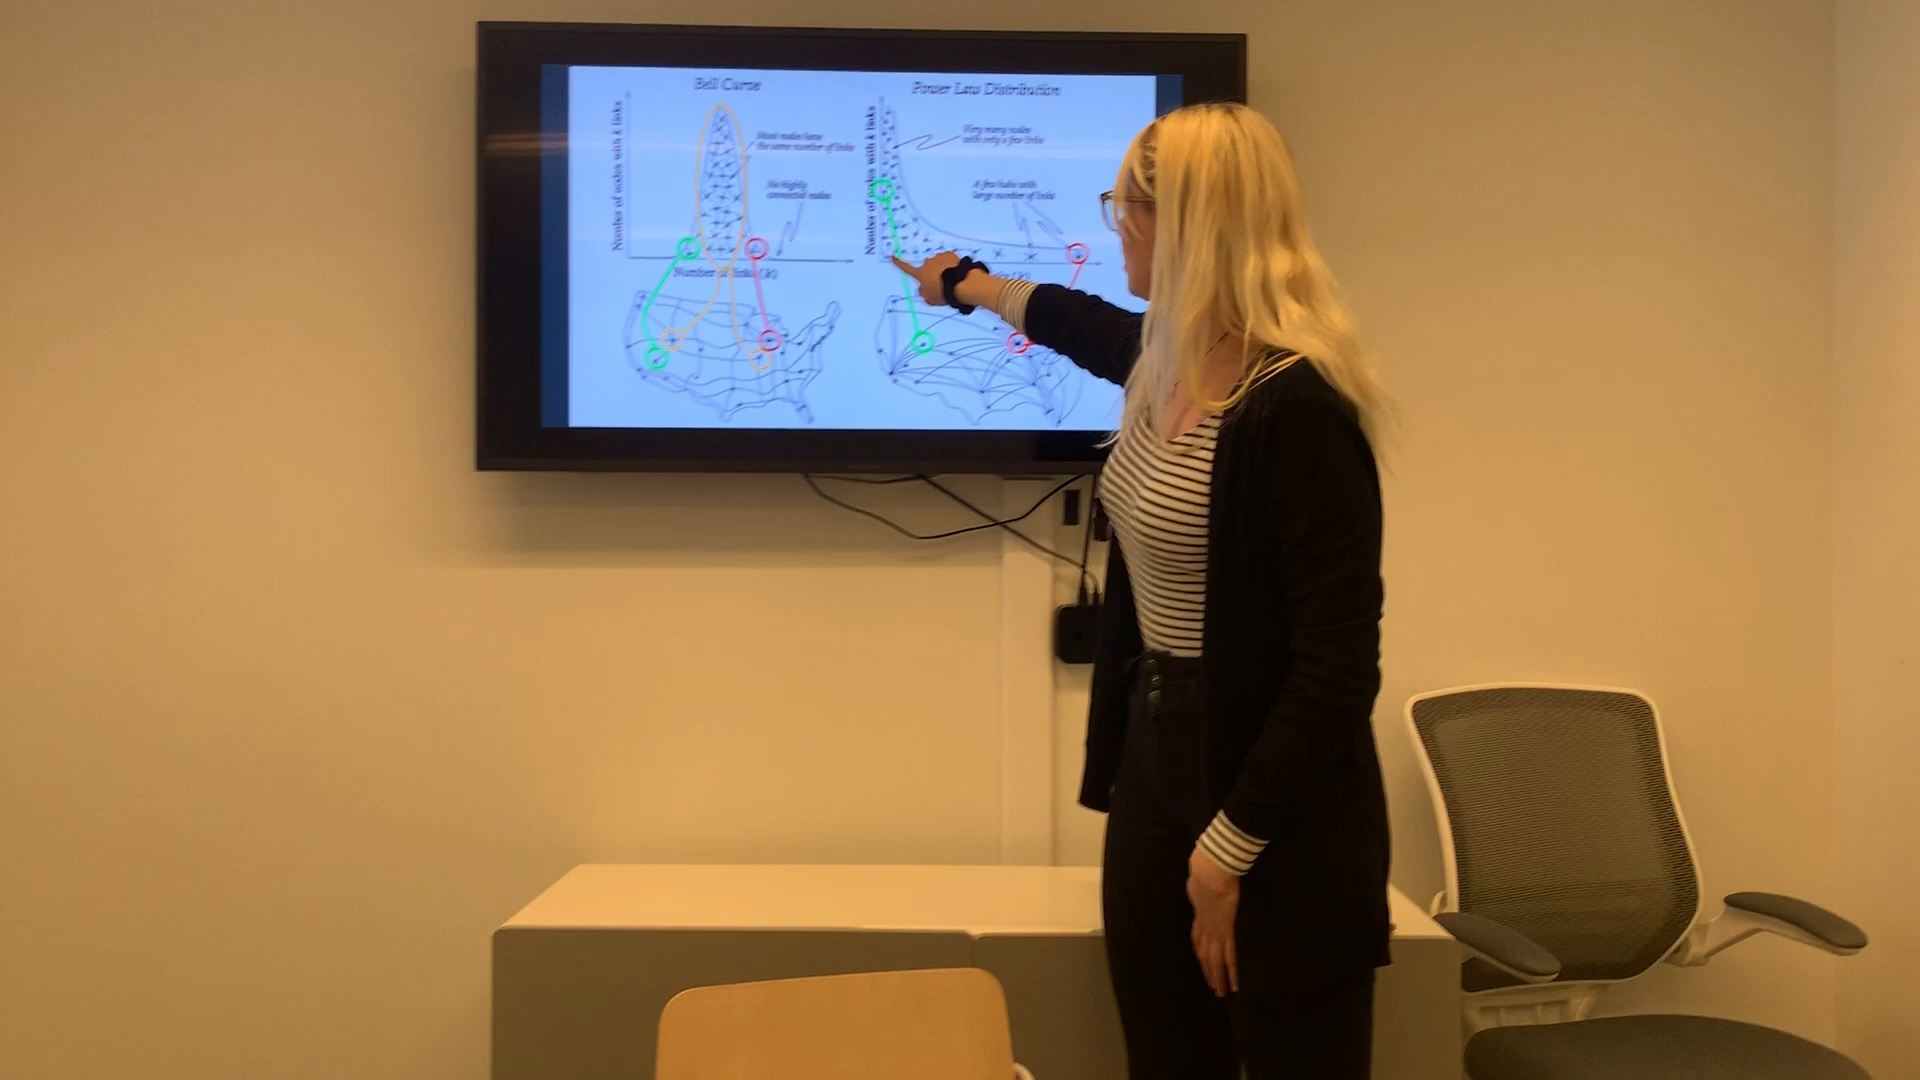 Bell Curve
Number of nodes with k links
Most nodes have
the same number of links
No highly
connected nodes
Number of links (k)
Power Law Distribution
Number of nodes with k links
Very many nodes
with only a few links
A few hubs with
large number of links
links (k)